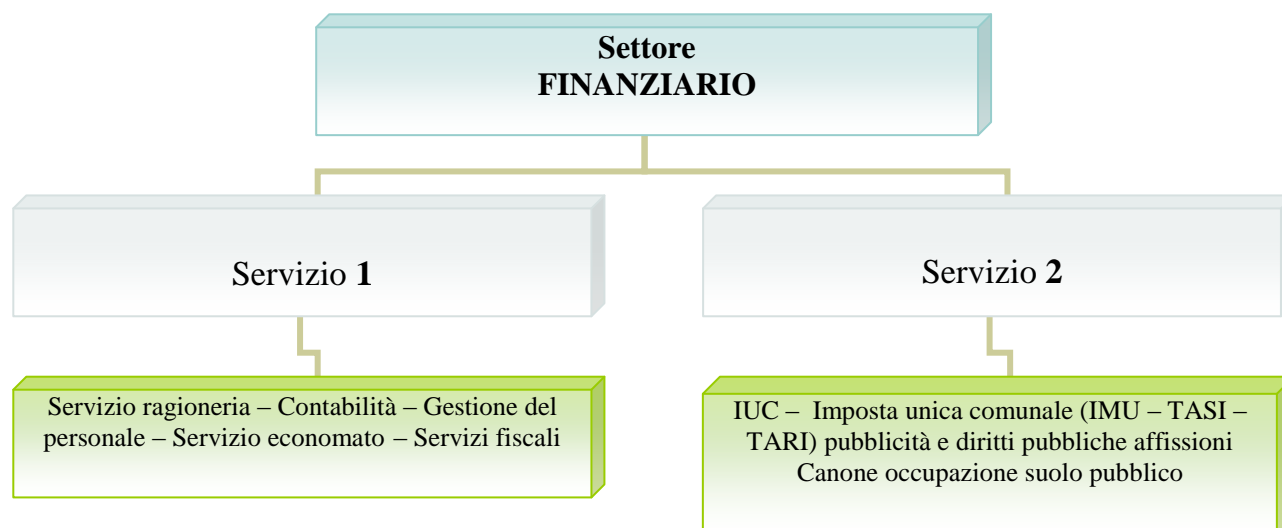 Settore
FINANZIARIO
Servizio 1
Servizio 2
Servizio ragioneria – Contabilità – Gestione del
personale – Servizio economato – Servizi fiscali
IUC – Imposta unica comunale (IMU – TASI –
TARI) pubblicità e diritti pubbliche affissioni
Canone occupazione suolo pubblico